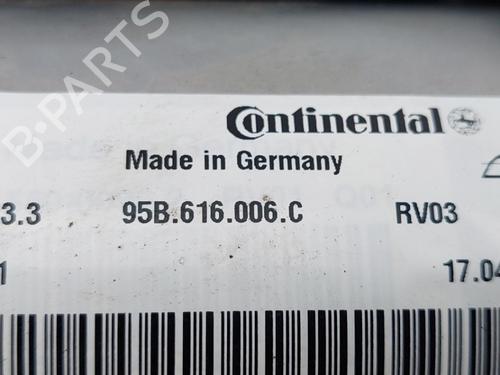 B-PARTS
Continental
Made in Germany
3.3 95B.616.006.C RV03
1 17.04